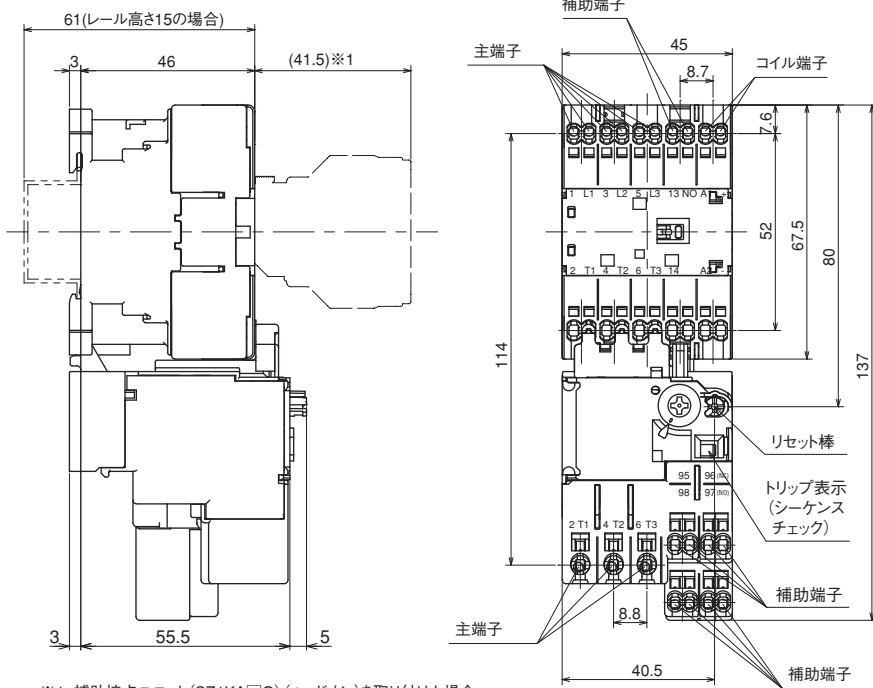 補助端子
61(レール高さ15の場合)
3
46
(41.5)※1
主端子
45
8.7
コイル端子
7.6
1 L1 3 L2 5 L3 13 NO A +
52
67.5
80
2 T1 4 T2 6 T3 14 A2 -
114
137
リセット棒
95 96(NC)
98 97(NO)
トリップ表示
(シーケンス
チェック)
2 T1 4 T2 6 T3
補助端子
8.8
主端子
3
55.5
5
40.5
補助端子